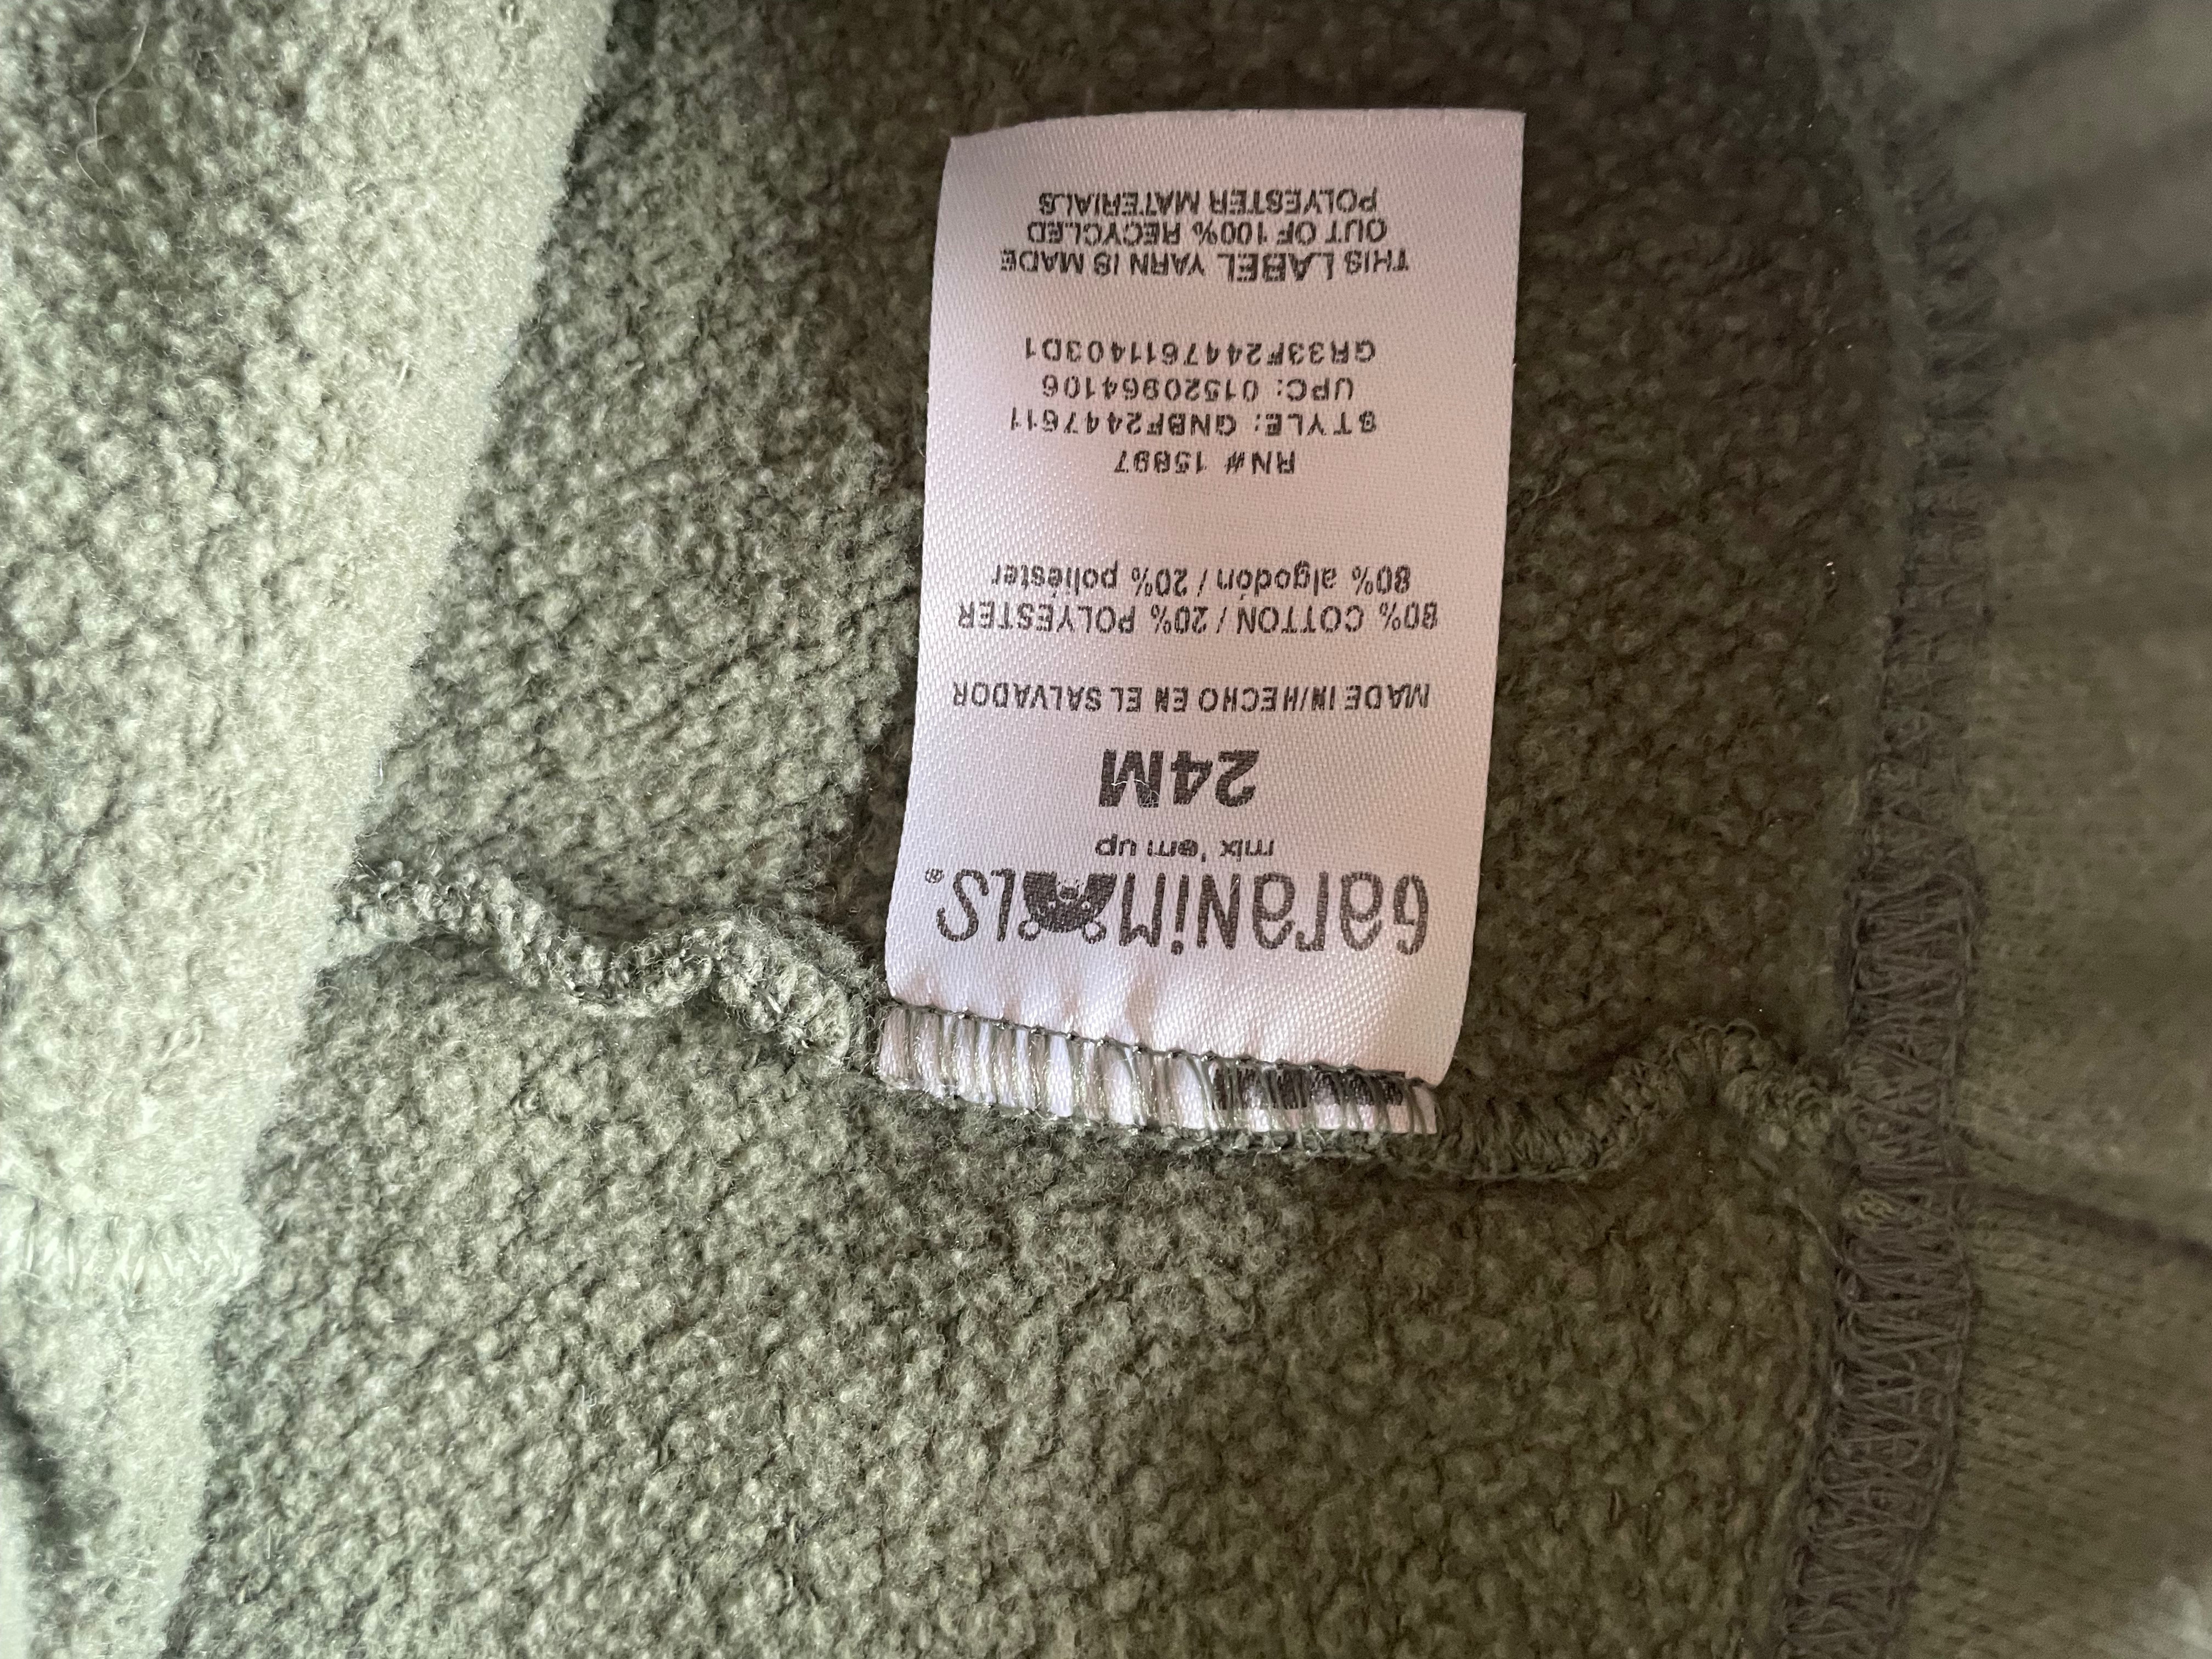 GaraNiMaLS®
mix 'em up
24M
MADE IN/HECHO EN EL SALVADOR
80% COTTON / 20% POLYESTER
80% algodón / 20% poliéster
RN# 15897
STYLE: GNBF2447611
UPC: 01520964106
GR33F2447611403D1
THIS LABEL YARN IS MADE
OUT OF 100% RECYCLED
POLYESTER MATERIALS